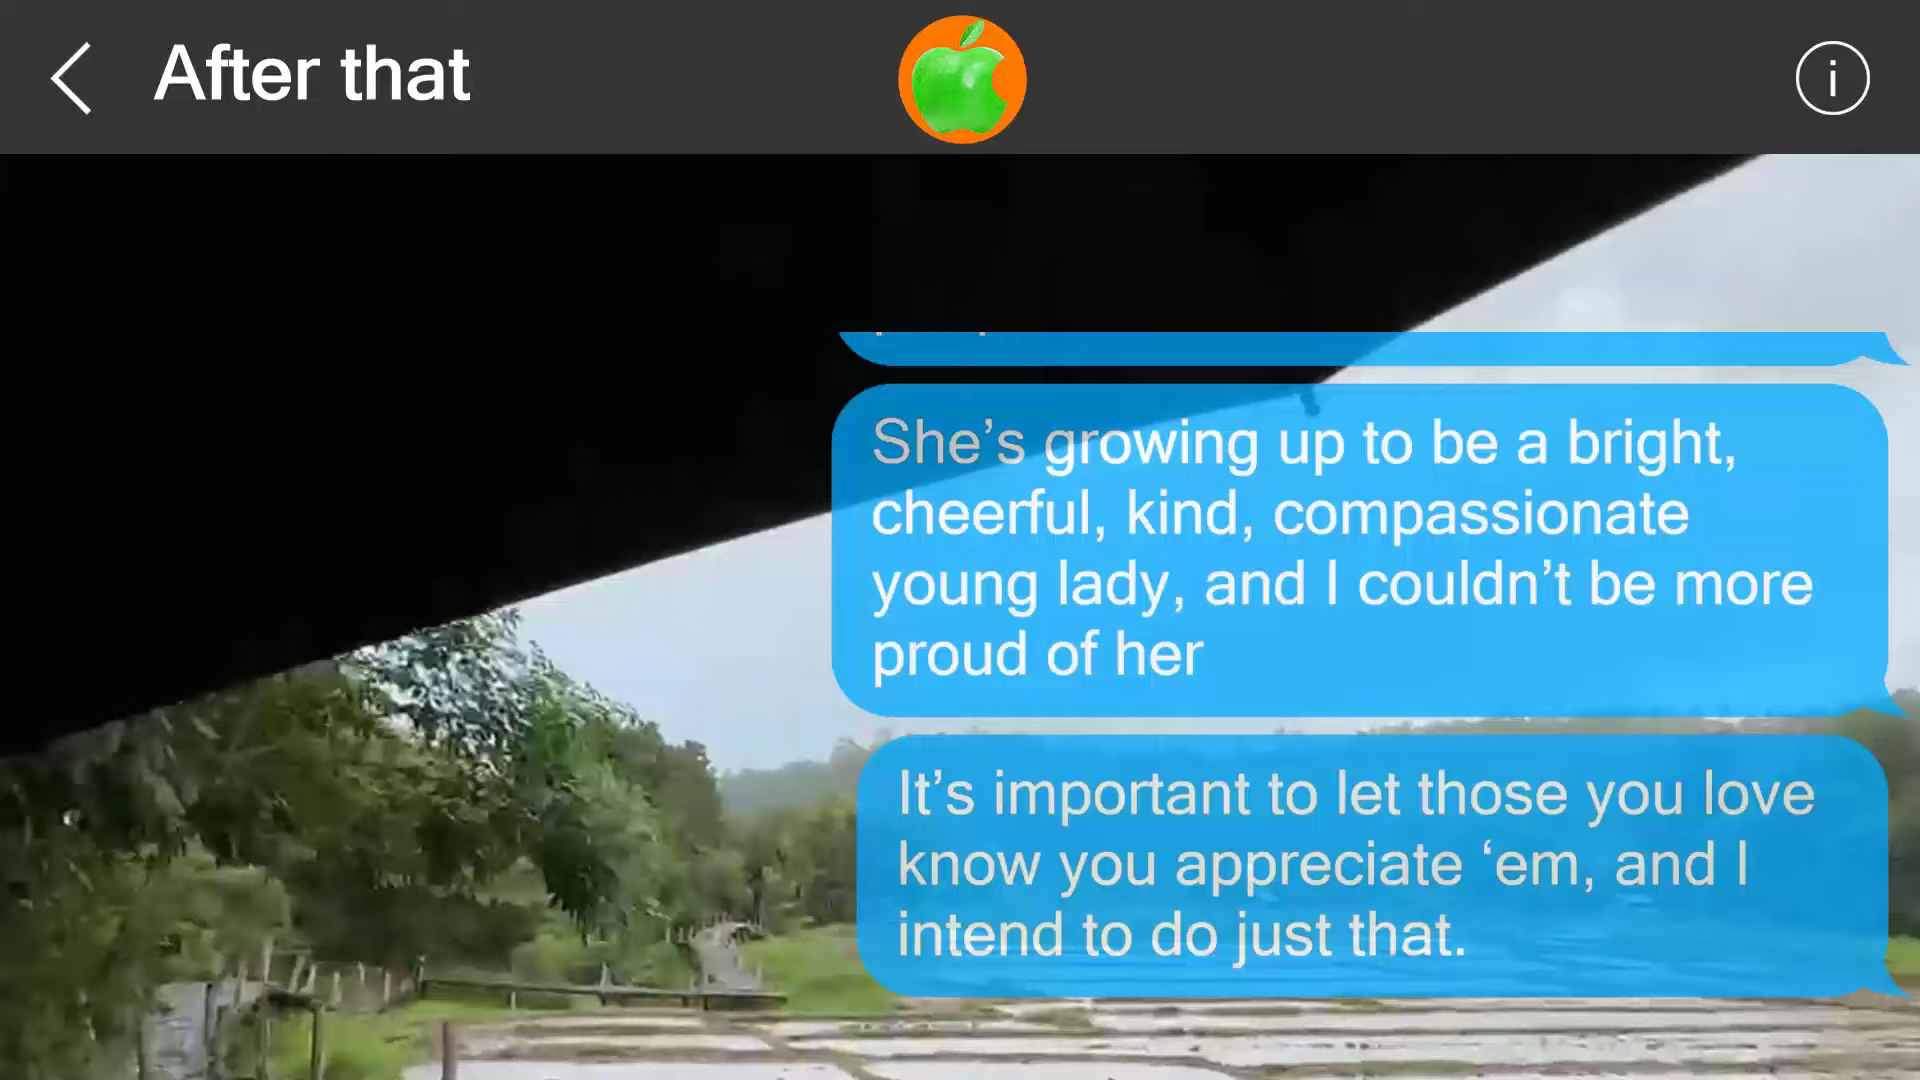 After that
She’s growing up to be a bright,
cheerful, kind, compassionate
young lady, and I couldn’t be more
proud of her
It’s important to let those you love
know you appreciate ‘em, and I
intend to do just that.